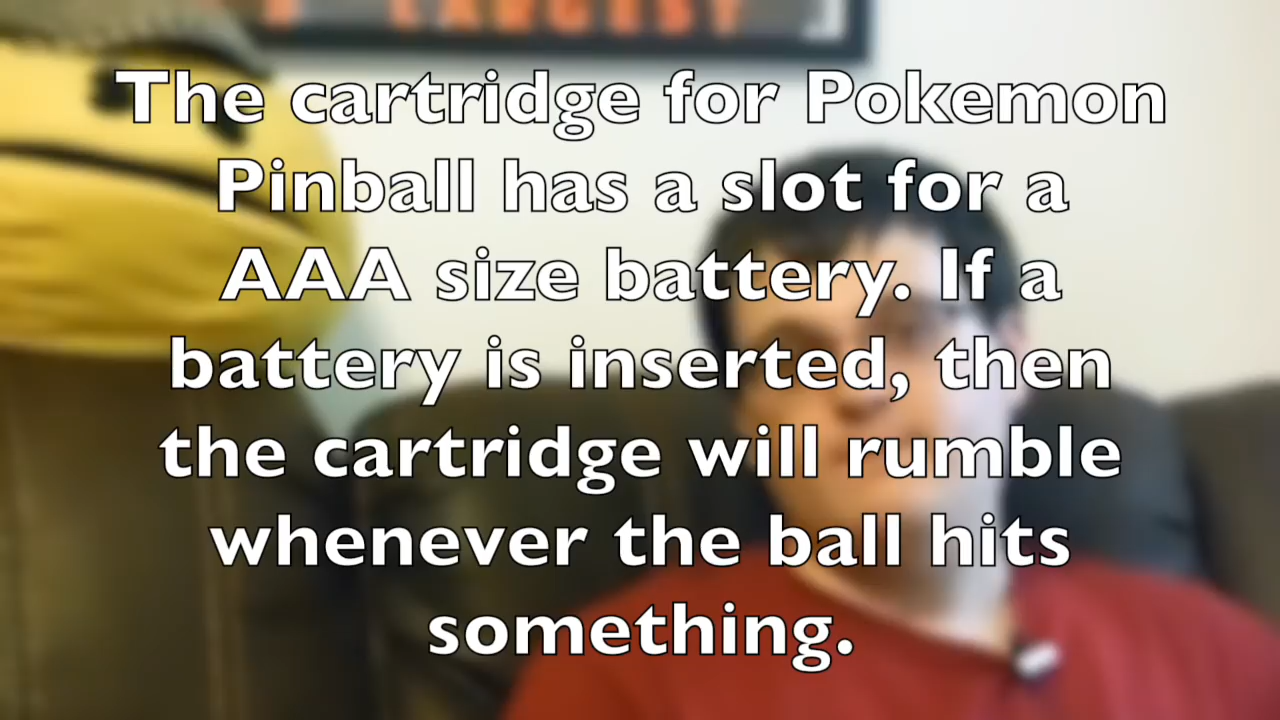 LARGEST
The cartridge for Pokemon
Pinball has a slot for a
AAA size battery. If a
battery is inserted, then
the cartridge will rumble
whenever the ball hits
something.